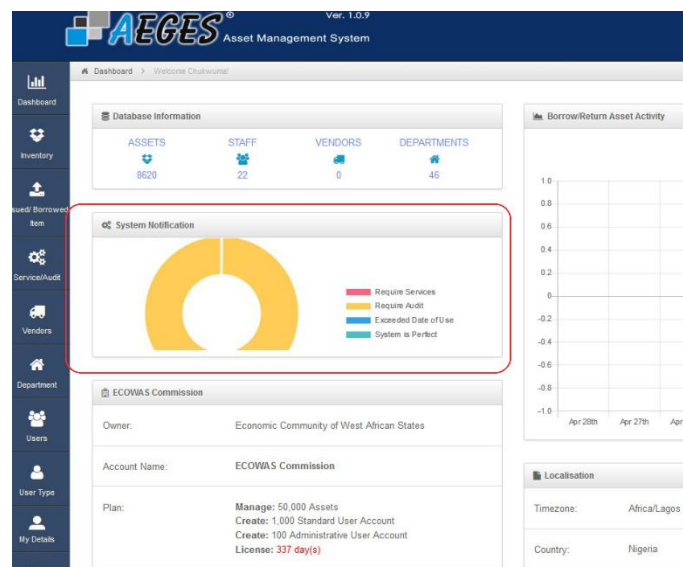 AEGES®
Ver. 1.0.9
Asset Management System
Dashboard > Welcome Chukwuma!
Dashboard
Inventory
sued/ Borrowed
Item
Service/Audit
Vendors
Department
Users
User Type
My Details
Database Information
ASSETS STAFF VENDORS DEPARTMENTS
8620 22 0 46
System Notification
Require Services
Require Audit
Exceeded Date of Use
System is Perfect
ECOWAS Commission
Owner: Economic Community of West African States
Account Name: ECOWAS Commission
Plan: Manage: 50,000 Assets
Create: 1,000 Standard User Account
Create: 100 Administrative User Account
License: 337 day(s)
Borrow/Return Asset Activity
1.0
0.8
0.6
0.4
0.2
0
-0.2
-0.4
-0.6
-0.8
-1.0
Apr 28th Apr 27th Apr
Localisation
Timezone: Africa/Lagos
Country: Nigeria